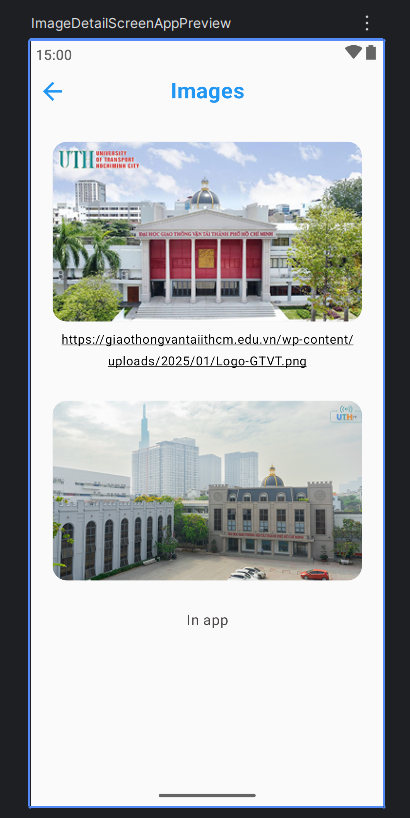 ImageDetailScreenAppPreview
15:00
Images
UTH UNIVERSITY
OF TRANSPORT
HOCHIMINH CITY
ĐẠI HỌC GIAO THÔNG VẬN TẢI THÀNH PHỐ HỒ CHÍ MINH
https://giaothongvantaiithcm.edu.vn/wp-content/
uploads/2025/01/Logo-GTVT.png
UTH
In app